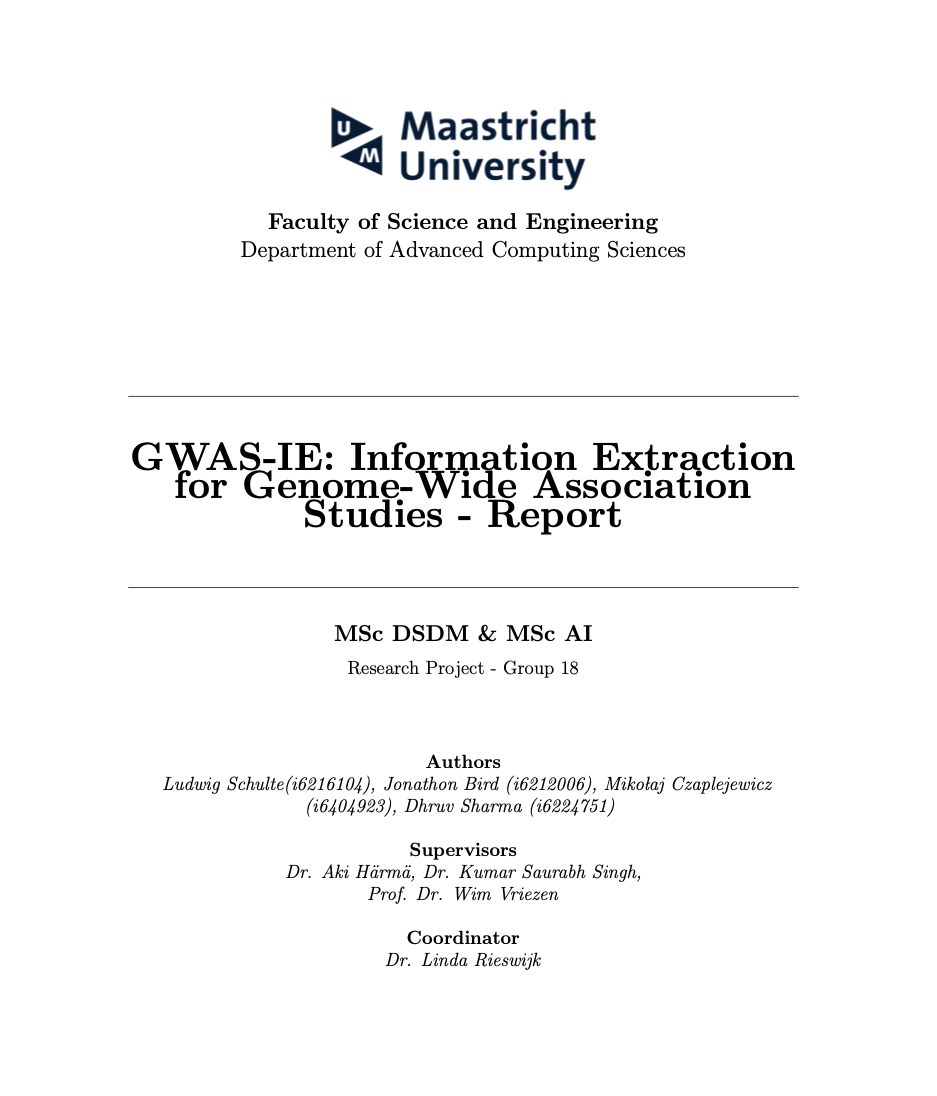 U
M
Maastricht
University
Faculty of Science and Engineering
Department of Advanced Computing Sciences
GWAS-IE: Information Extraction
for Genome-Wide Association
Studies - Report
MSc DSDM & MSc AI
Research Project - Group 18
Authors
Ludwig Schulte(i6216104), Jonathon Bird (i6212006), Mikołaj Czaplejewicz
(i6404923), Dhruv Sharma (i6224751)
Supervisors
Dr. Aki Härmä, Dr. Kumar Saurabh Singh,
Prof. Dr. Wim Vriezen
Coordinator
Dr. Linda Rieswijk